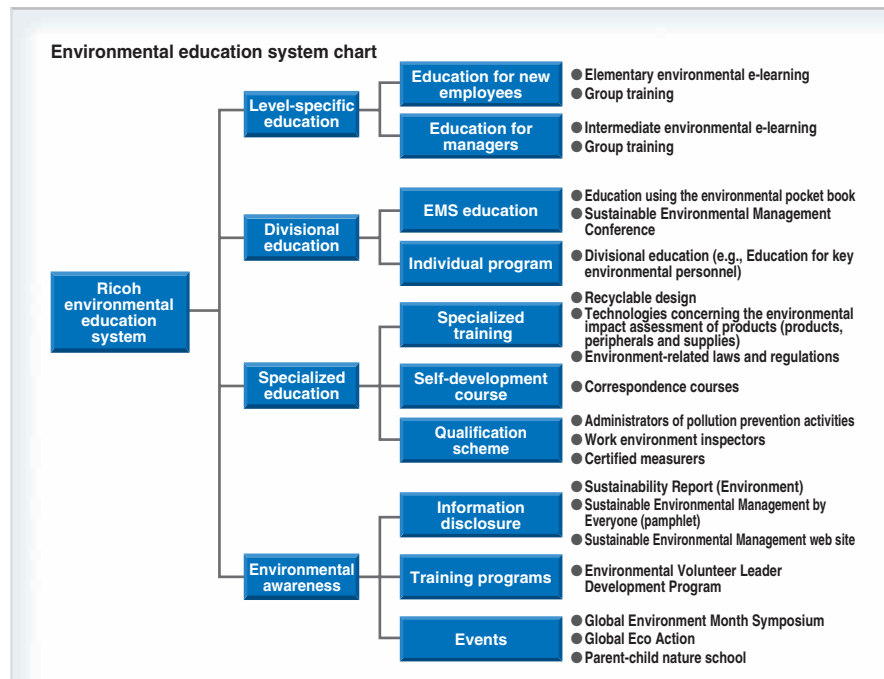 Environmental education system chart
Ricoh
environmental
education
system
Level-specific
education
Education for new
employees
● Elementary environmental e-learning
● Group training
Education for
managers
● Intermediate environmental e-learning
● Group training
Divisional
education
EMS education
● Education using the environmental pocket book
● Sustainable Environmental Management
Conference
Individual program
● Divisional education (e.g., Education for key
environmental personnel)
Specialized
education
Specialized
training
● Recyclable design
● Technologies concerning the environmental
impact assessment of products (products,
peripherals and supplies)
● Environment-related laws and regulations
Self-development
course
● Correspondence courses
Qualification
scheme
● Administrators of pollution prevention activities
● Work environment inspectors
● Certified measurers
Environmental
awareness
Information
disclosure
● Sustainability Report (Environment)
● Sustainable Environmental Management by
Everyone (pamphlet)
● Sustainable Environmental Management web site
Training programs
● Environmental Volunteer Leader
Development Program
Events
● Global Environment Month Symposium
● Global Eco Action
● Parent-child nature school